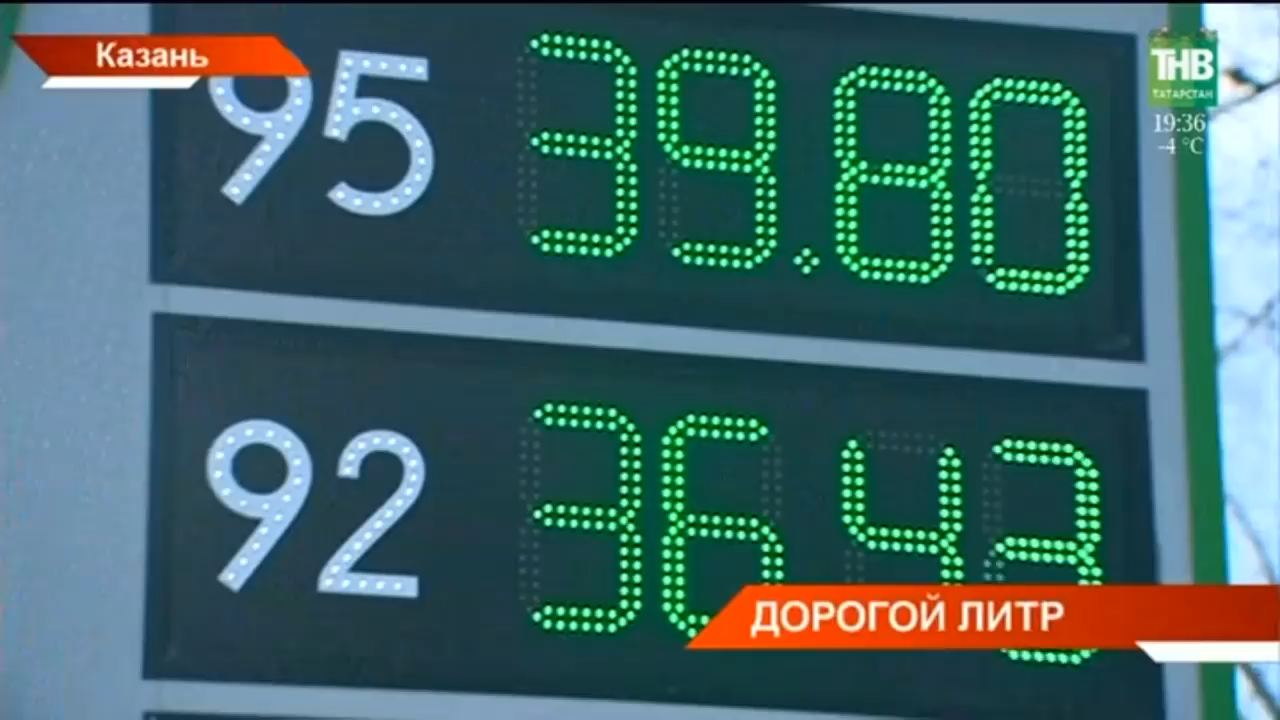 Казань
95 39.80
ТНВ
ТАТАРСТАН
19:36
-4 °C
92 36.43
ДОРОГОЙ ЛИТР